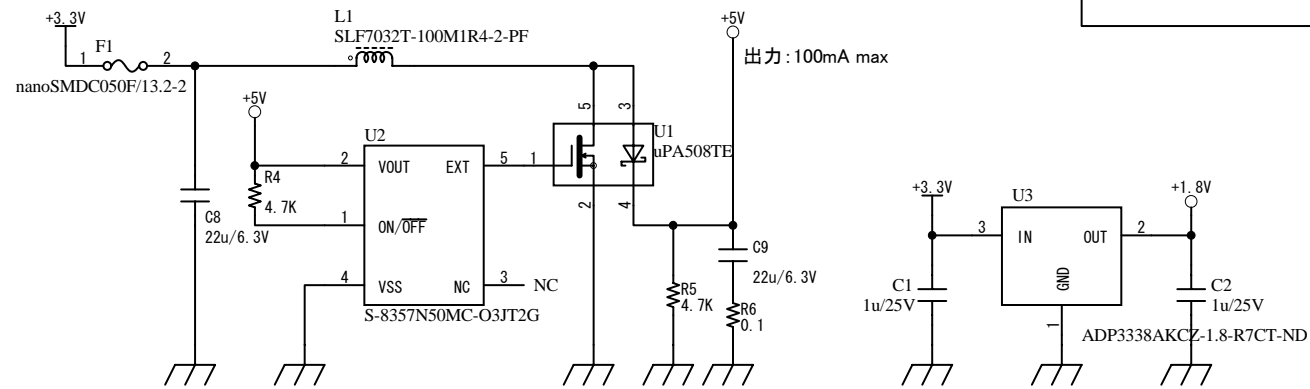 +3.3V
F1
1
2
nanoSMDC050F/13.2-2
L1
SLF7032T-100M1R4-2-PF
+5V
出力:100mA max
+5V
R4
4.7K
C8
22u/6.3V
U2
2
VOUT
EXT
5
1
ON/OFF
4
VSS
NC
3
NC
S-8357N50MC-O3JT2G
5
3
U1
uPA508TE
1
2
4
R5
4.7K
C9
22u/6.3V
R6
0.1
+3.3V
U3
+1.8V
3
IN
OUT
2
GND
1
C1
1u/25V
C2
1u/25V
ADP3338AKCZ-1.8-R7CT-ND